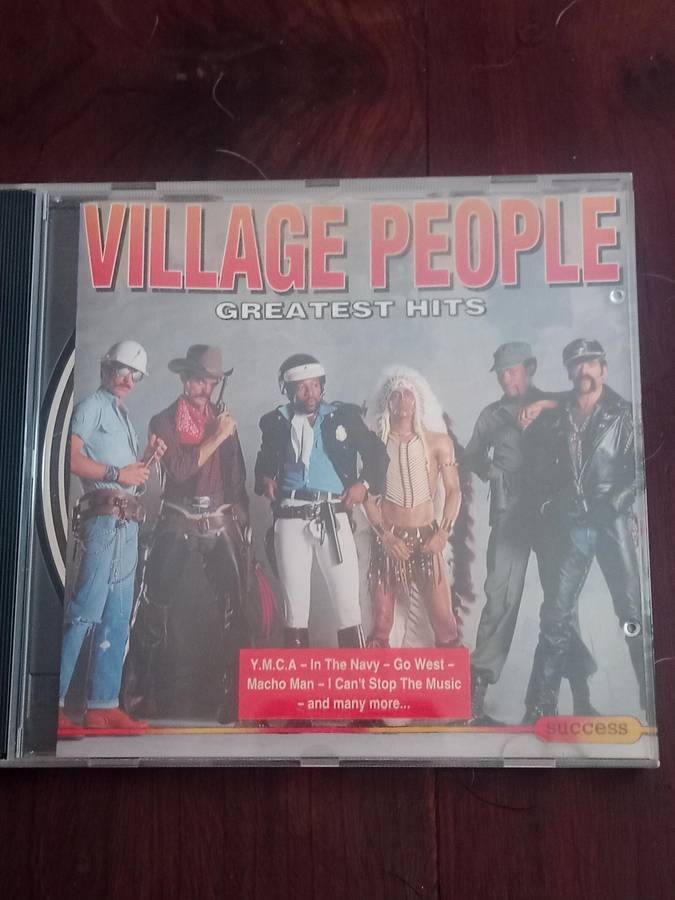 VILLAGE PEOPLE
GREATEST HITS
Y.M.C.A – In The Navy – Go West –
Macho Man – I Can't Stop The Music
– and many more...
success